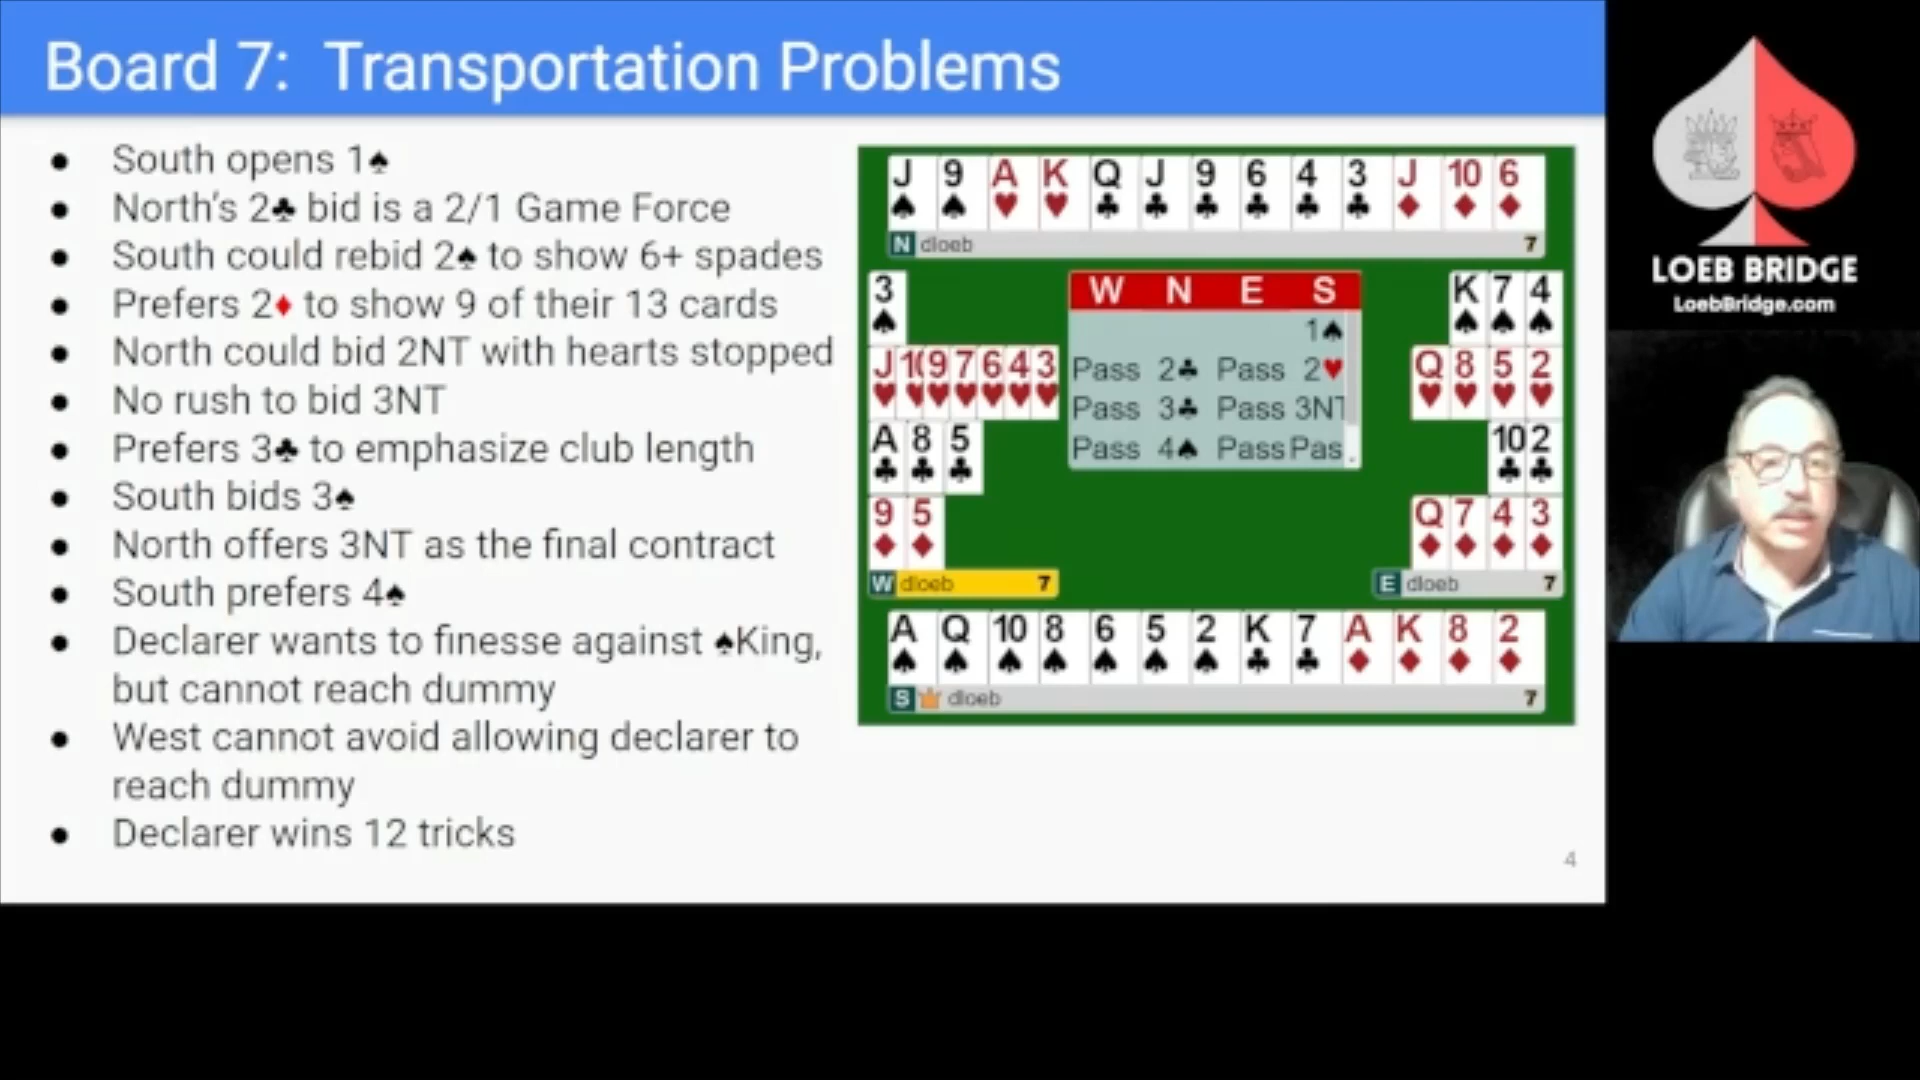 Board 7: Transportation Problems
● South opens 1♠
● North's 2♣ bid is a 2/1 Game Force
● South could rebid 2♠ to show 6+ spades
● Prefers 2♦ to show 9 of their 13 cards
● North could bid 2NT with hearts stopped
● No rush to bid 3NT
● Prefers 3♣ to emphasize club length
● South bids 3♠
● North offers 3NT as the final contract
● South prefers 4♠
● Declarer wants to finesse against ♠King,
but cannot reach dummy
● West cannot avoid allowing declarer to
reach dummy
● Declarer wins 12 tricks
J♠ 9♠ A♥ K♥ Q♣ J♣ 9♣ 6♣ 4♣ 3♣ J♦ 10♦ 6♦
N dloeb 7
3♠
J♥ 10♥ 9♥ 7♥ 6♥ 4♥ 3♥
A♣ 8♣ 5♣
9♦ 5♦
W dloeb 7
W N E S
1♠
Pass 2♣ Pass 2♥
Pass 3♣ Pass 3NT
Pass 4♠ Pass Pas
K♠ 7♠ 4♠
Q♥ 8♥ 5♥ 2♥
10♣ 2♣
Q♦ 7♦ 4♦ 3♦
E dloeb 7
A♠ Q♠ 10♠ 8♠ 6♠ 5♠ 2♠ K♣ 7♣ A♦ K♦ 8♦ 2♦
S dloeb 7
4
LOEB BRIDGE
LoebBridge.com